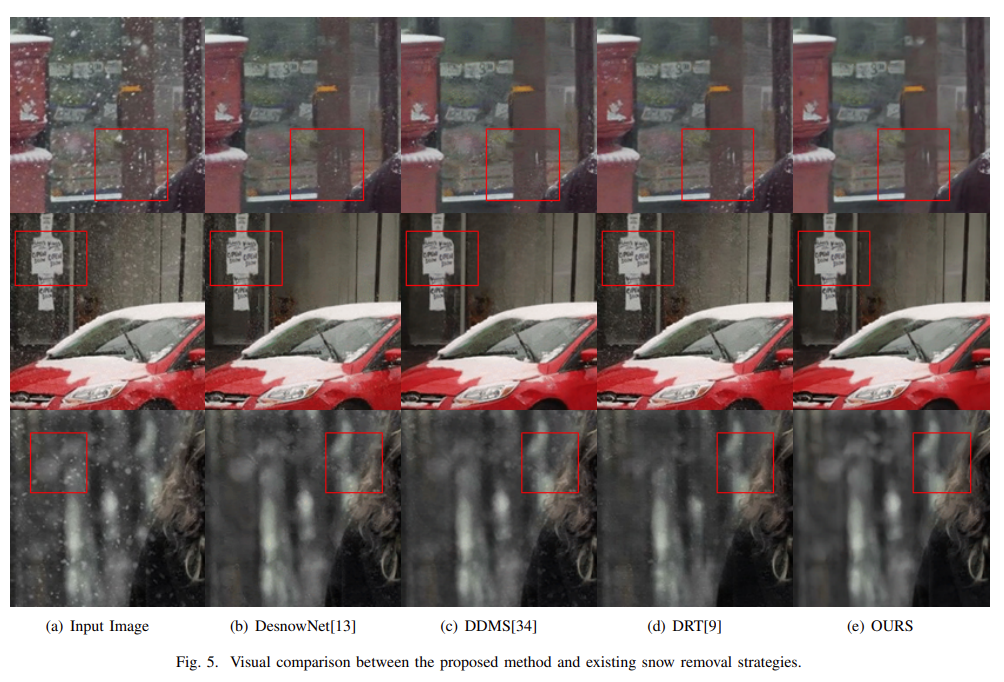 (a) Input Image
(b) DesnowNet[13]
(c) DDMS[34]
(d) DRT[9]
(e) OURS
Fig. 5. Visual comparison between the proposed method and existing snow removal strategies.